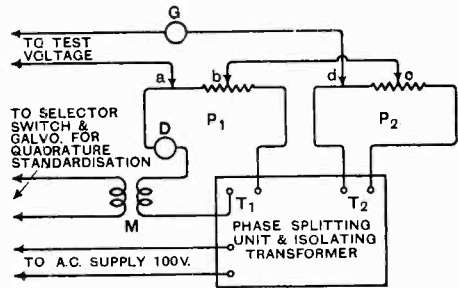 G
TO TEST
VOLTAGE
a
b
d
c
P1
P2
D
TO SELECTOR
SWITCH &
GALVO. FOR
QUADRATURE
STANDARDISATION
M
T1
T2
PHASE SPLITTING
UNIT & ISOLATING
TRANSFORMER
TO A.C. SUPPLY 100V.